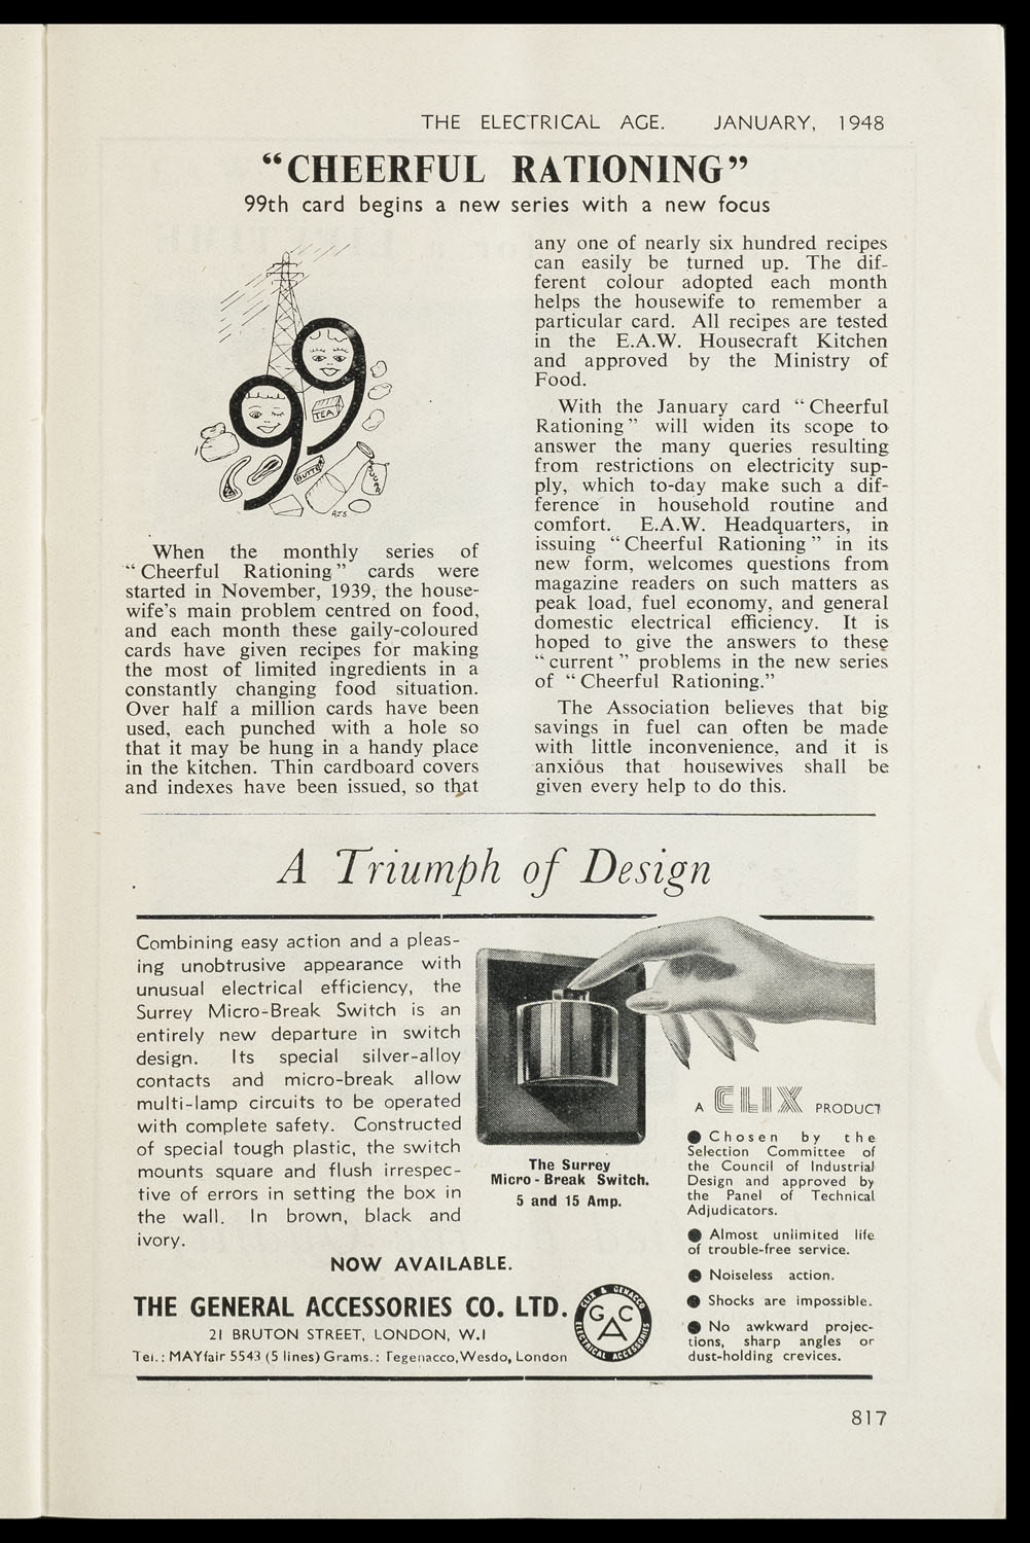 THE ELECTRICAL AGE. JANUARY, 1948
“CHEERFUL RATIONING”
99th card begins a new series with a new focus
99
TEA
BUTTER
When the monthly series of
“Cheerful Rationing” cards were
started in November, 1939, the house-
wife's main problem centred on food,
and each month these gaily-coloured
cards have given recipes for making
the most of limited ingredients in a
constantly changing food situation.
Over half a million cards have been
used, each punched with a hole so
that it may be hung in a handy place
in the kitchen. Thin cardboard covers
and indexes have been issued, so that
any one of nearly six hundred recipes
can easily be turned up. The dif-
ferent colour adopted each month
helps the housewife to remember a
particular card. All recipes are tested
in the E.A.W. Housecraft Kitchen
and approved by the Ministry of
Food.
With the January card “Cheerful
Rationing” will widen its scope to
answer the many queries resulting
from restrictions on electricity sup-
ply, which to-day make such a dif-
ference in household routine and
comfort. E.A.W. Headquarters, in
issuing “Cheerful Rationing” in its
new form, welcomes questions from
magazine readers on such matters as
peak load, fuel economy, and general
domestic electrical efficiency. It is
hoped to give the answers to these
“current” problems in the new series
of “Cheerful Rationing.”
The Association believes that big
savings in fuel can often be made
with little inconvenience, and it is
anxious that housewives shall be
given every help to do this.
A Triumph of Design
Combining easy action and a pleas-
ing unobtrusive appearance with
unusual electrical efficiency, the
Surrey Micro-Break Switch is an
entirely new departure in switch
design. Its special silver-alloy
contacts and micro-break allow
multi-lamp circuits to be operated
with complete safety. Constructed
of special tough plastic, the switch
mounts square and flush irrespec-
tive of errors in setting the box in
the wall. In brown, black and
ivory.
The Surrey
Micro-Break Switch.
5 and 15 Amp.
A CLIX PRODUCT
● Chosen by the
Selection Committee of
the Council of Industrial
Design and approved by
the Panel of Technical
Adjudicators.
● Almost unlimited life
of trouble-free service.
● Noiseless action.
● Shocks are impossible.
● No awkward projec-
tions, sharp angles or
dust-holding crevices.
NOW AVAILABLE.
THE GENERAL ACCESSORIES CO. LTD.
21 BRUTON STREET, LONDON, W.1
Tel.: MAYfair 5543 (5 lines) Grams.: Tegenacco, Wesdo, London
CLIX & GENACCO
GAC
ELECTRICAL ACCESSORIES
817